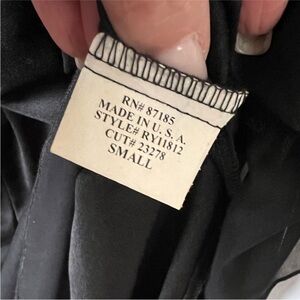 RN# 87185
MADE IN U. S. A.
STYLE# RY11812
CUT# 23278
SMALL